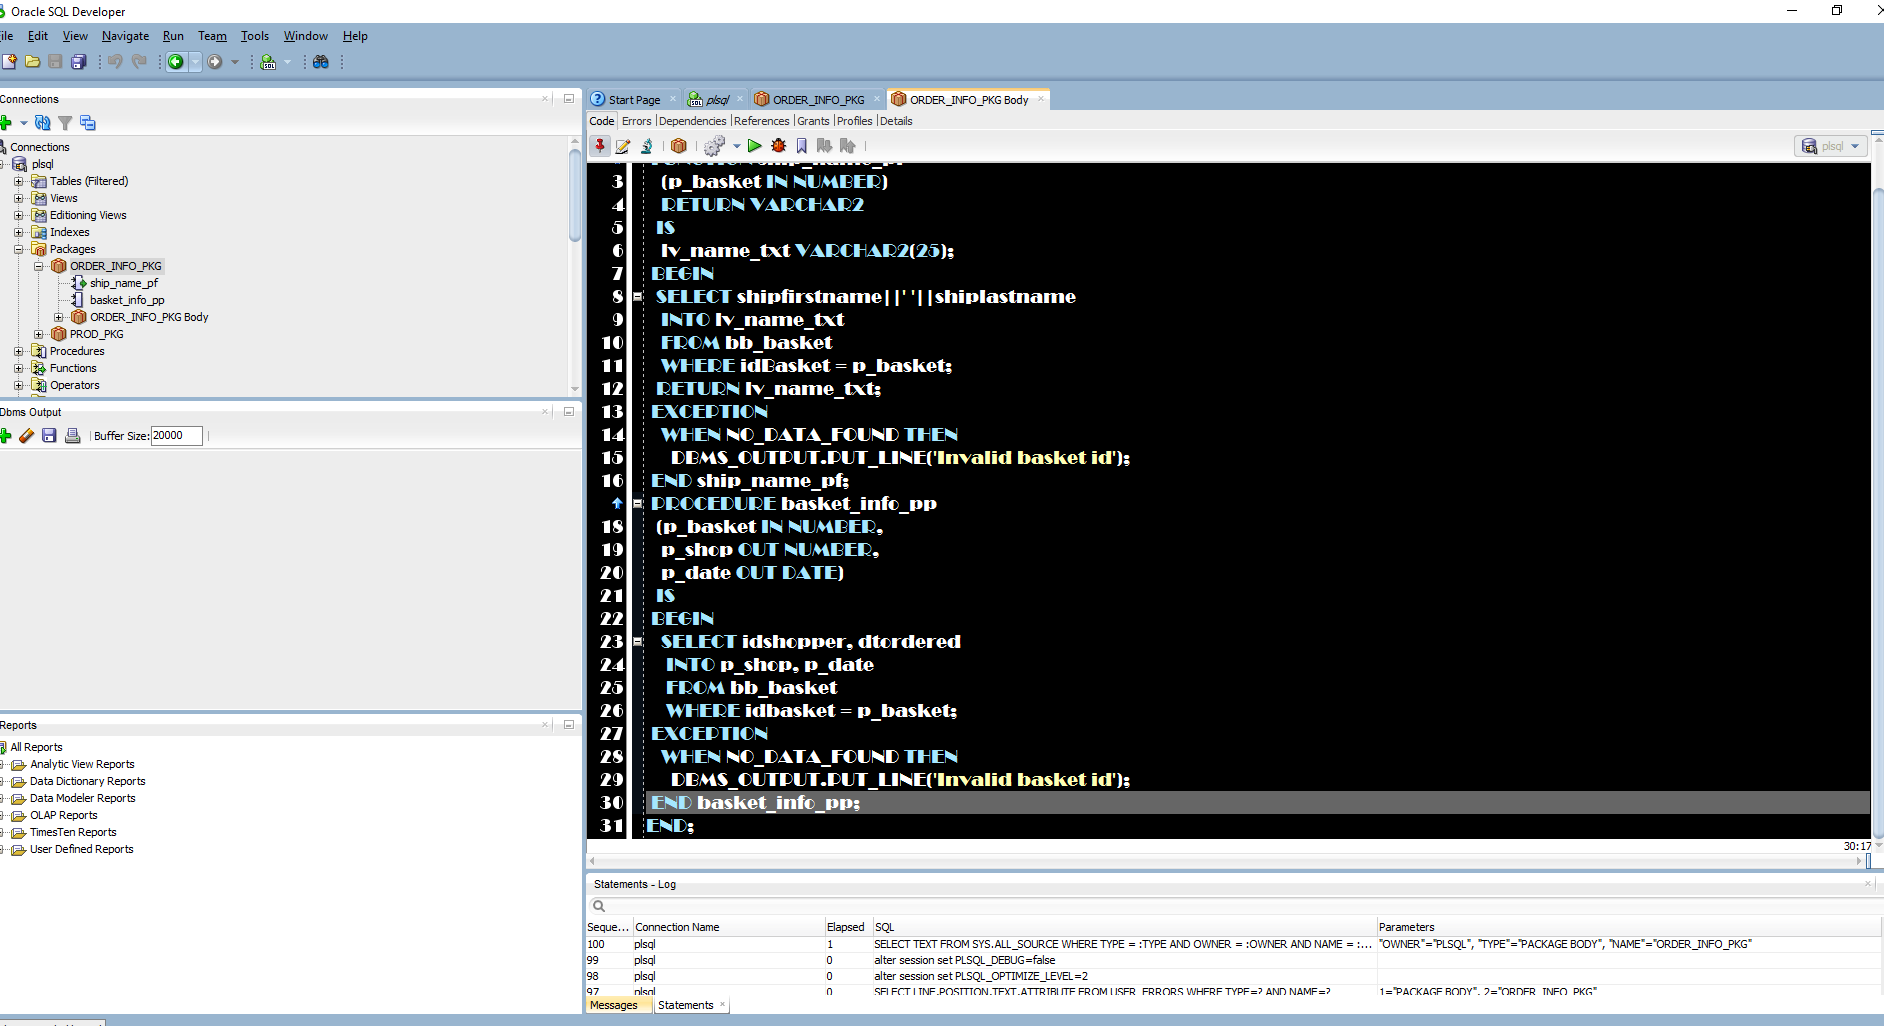 Oracle SQL Developer
ile Edit View Navigate Run Team Tools Window Help
Connections
Connections
plsql
Tables (Filtered)
Views
Editioning Views
Indexes
Packages
ORDER_INFO_PKG
ship_name_pf
basket_info_pp
ORDER_INFO_PKG Body
PROD_PKG
Procedures
Functions
Operators
Dbms Output
Buffer Size: 20000
Reports
All Reports
Analytic View Reports
Data Dictionary Reports
Data Modeler Reports
OLAP Reports
TimesTen Reports
User Defined Reports
Start Page plsql ORDER_INFO_PKG ORDER_INFO_PKG Body
Code Errors Dependencies References Grants Profiles Details
plsql
3 (p_basket IN NUMBER)
4 RETURN VARCHAR2
5 IS
6 lv_name_txt VARCHAR2(25);
7 BEGIN
8 SELECT shipfirstname||' '||shiplastname
9 INTO lv_name_txt
10 FROM bb_basket
11 WHERE idBasket = p_basket;
12 RETURN lv_name_txt;
13 EXCEPTION
14 WHEN NO_DATA_FOUND THEN
15 DBMS_OUTPUT.PUT_LINE('Invalid basket id');
16 END ship_name_pf;
PROCEDURE basket_info_pp
18 (p_basket IN NUMBER,
19 p_shop OUT NUMBER,
20 p_date OUT DATE)
21 IS
22 BEGIN
23 SELECT idshopper, dtordered
24 INTO p_shop, p_date
25 FROM bb_basket
26 WHERE idbasket = p_basket;
27 EXCEPTION
28 WHEN NO_DATA_FOUND THEN
29 DBMS_OUTPUT.PUT_LINE('Invalid basket id');
30 END basket_info_pp;
31 END;
30:17
Statements - Log
Seque... Connection Name Elapsed SQL Parameters
100 plsql 1 SELECT TEXT FROM SYS.ALL_SOURCE WHERE TYPE = :TYPE AND OWNER = :OWNER AND NAME = :... "OWNER"="PLSQL", "TYPE"="PACKAGE BODY", "NAME"="ORDER_INFO_PKG"
99 plsql 0 alter session set PLSQL_DEBUG=false
98 plsql 0 alter session set PLSQL_OPTIMIZE_LEVEL=2
97 plsql 0 SELECT LINE,POSITION,TEXT,ATTRIBUTE FROM USER_ERRORS WHERE TYPE=? AND NAME=? 1="PACKAGE BODY", 2="ORDER_INFO_PKG"
Messages Statements